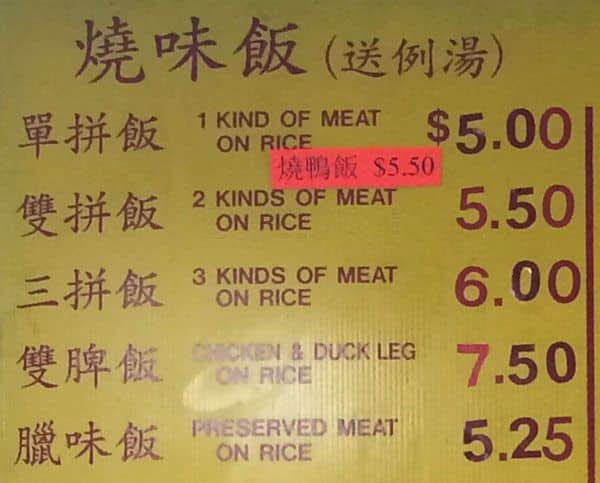 燒味飯 (送例湯)
單拼飯 1 KIND OF MEAT $5.00
ON RICE
燒鴨飯 $5.50
雙拼飯 2 KINDS OF MEAT 5.50
ON RICE
三拼飯 3 KINDS OF MEAT 6.00
ON RICE
雙脾飯 CHICKEN & DUCK LEG 7.50
ON RICE
臘味飯 PRESERVED MEAT 5.25
ON RICE